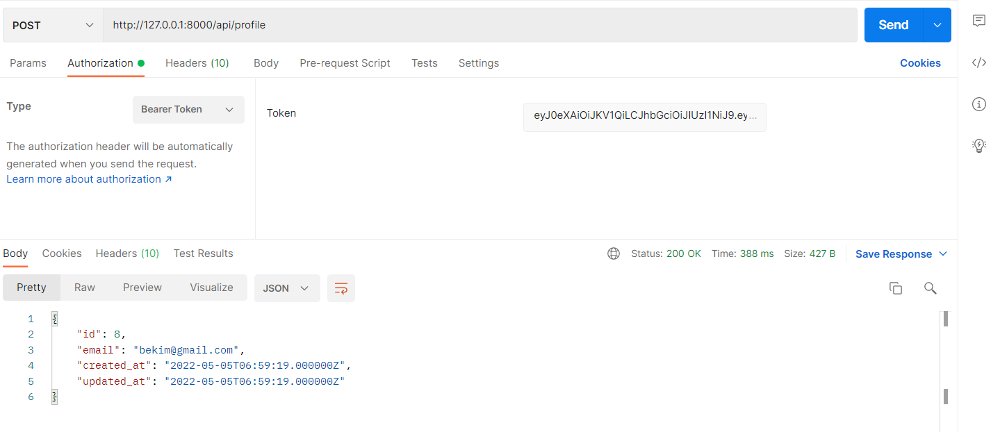 POST http://127.0.0.1:8000/api/profile Send
Params Authorization Headers (10) Body Pre-request Script Tests Settings Cookies
Type Bearer Token Token eyJ0eXAiOiJKV1QiLCJhbGciOiJIUzI1NiJ9.ey...
The authorization header will be automatically
generated when you send the request.
Learn more about authorization ↗
Body Cookies Headers (10) Test Results Status: 200 OK Time: 388 ms Size: 427 B Save Response
Pretty Raw Preview Visualize JSON
1 {
2 "id": 8,
3 "email": "bekim@gmail.com",
4 "created_at": "2022-05-05T06:59:19.000000Z",
5 "updated_at": "2022-05-05T06:59:19.000000Z"
6 }